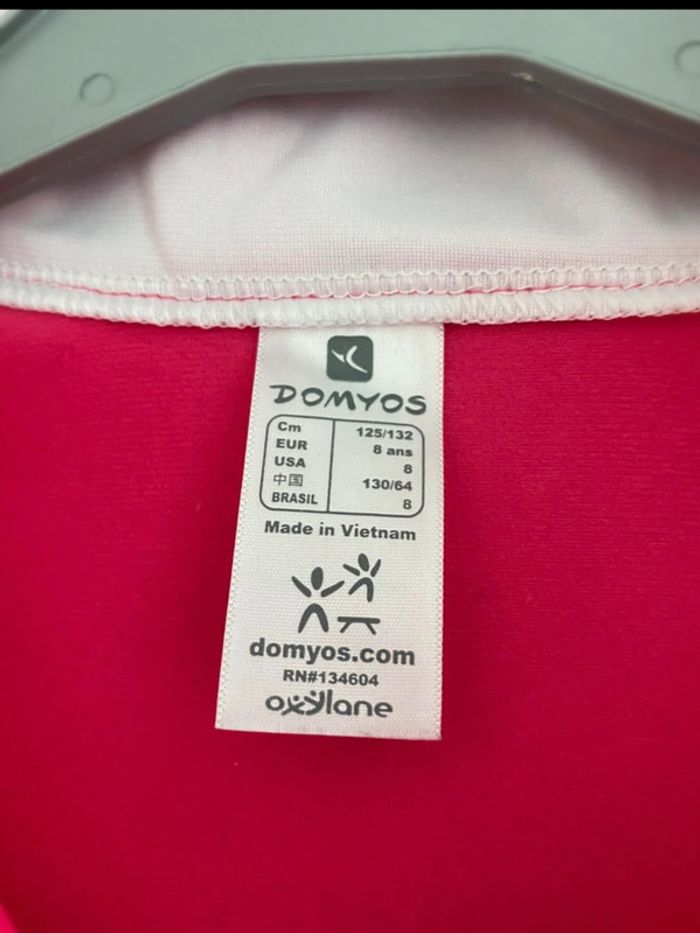 DOMYOS
Cm 125/132
EUR 8 ans
USA 8
中国 130/64
BRASIL 8
Made in Vietnam
domyos.com
RN#134604
oxylane